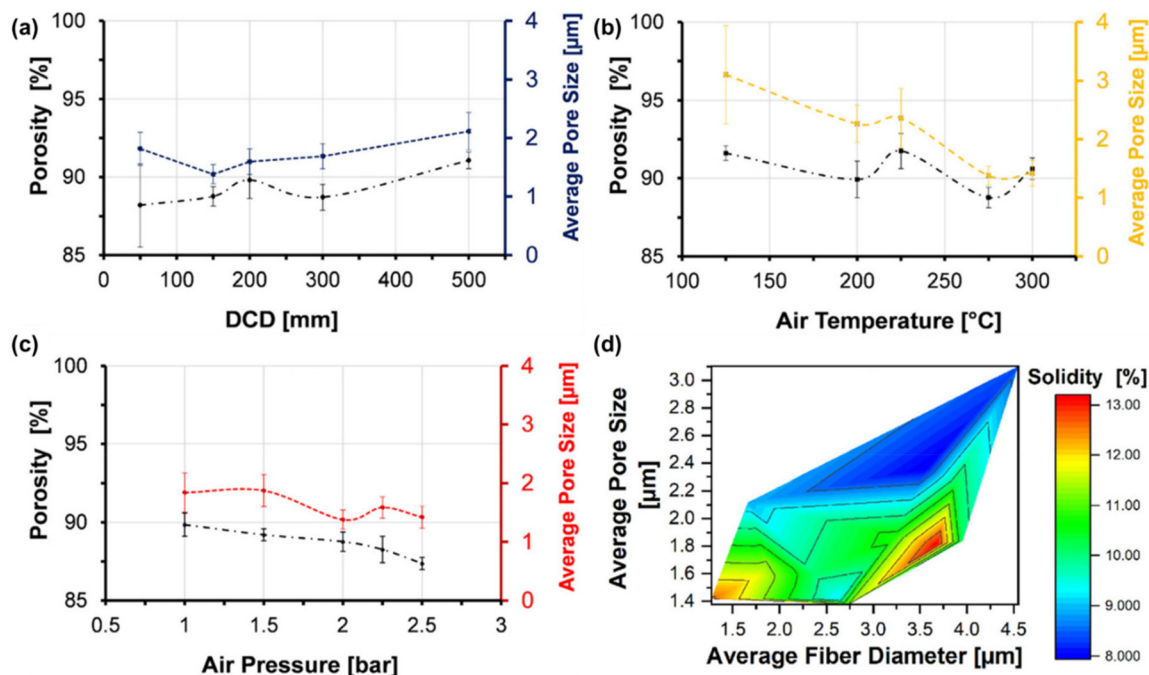 (a)
100
95
90
85
Porosity [%]
4
3
2
1
0
Average Pore Size [µm]
0 100 200 300 400 500
DCD [mm]
(b)
100
95
90
85
Porosity [%]
4
3
2
1
0
Average Pore Size [µm]
100 150 200 250 300
Air Temperature [°C]
(c)
100
95
90
85
Porosity [%]
4
3
2
1
0
Average Pore Size [µm]
0.5 1 1.5 2 2.5 3
Air Pressure [bar]
(d)
3.0
2.8
2.6
2.4
2.2
2.0
1.8
1.6
1.4
Average Pore Size
[µm]
1.5 2.0 2.5 3.0 3.5 4.0 4.5
Average Fiber Diameter [µm]
Solidity [%]
13.00
12.00
11.00
10.00
9.000
8.000